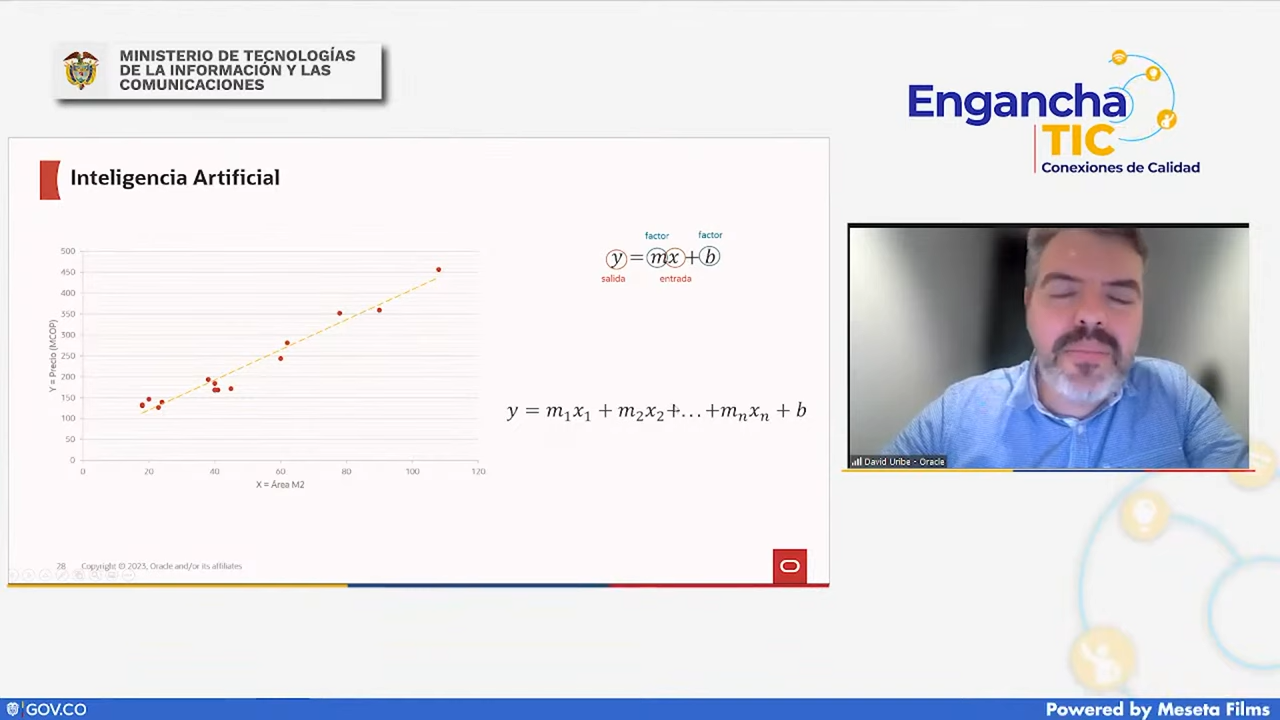 MINISTERIO DE TECNOLOGÍAS
DE LA INFORMACIÓN Y LAS
COMUNICACIONES
Engancha
TIC
Conexiones de Calidad
Inteligencia Artificial
500
450
400
350
300
250
200
150
100
50
0
Y = Precio (MCOP)
0 20 40 60 80 100 120
X = Área M2
factor factor
y = mx + b
salida entrada
y = m₁x₁ + m₂x₂+...+mₙxₙ + b
28 Copyright © 2023, Oracle and/or its affiliates
David Uribe - Oracle
GOV.CO
Powered by Meseta Films